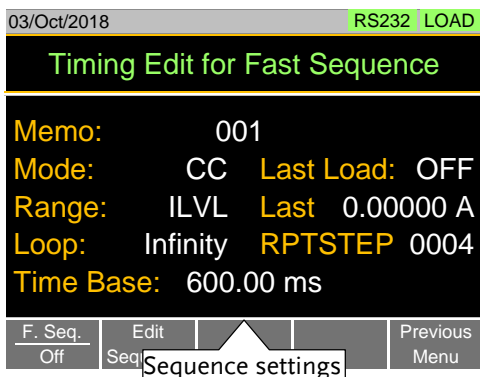 03/Oct/2018 RS232 LOAD
Timing Edit for Fast Sequence
Memo: 001
Mode: CC Last Load: OFF
Range: ILVL Last 0.00000 A
Loop: Infinity RPTSTEP 0004
Time Base: 600.00 ms
F. Seq. Edit Previous
Off Menu
Sequence settings